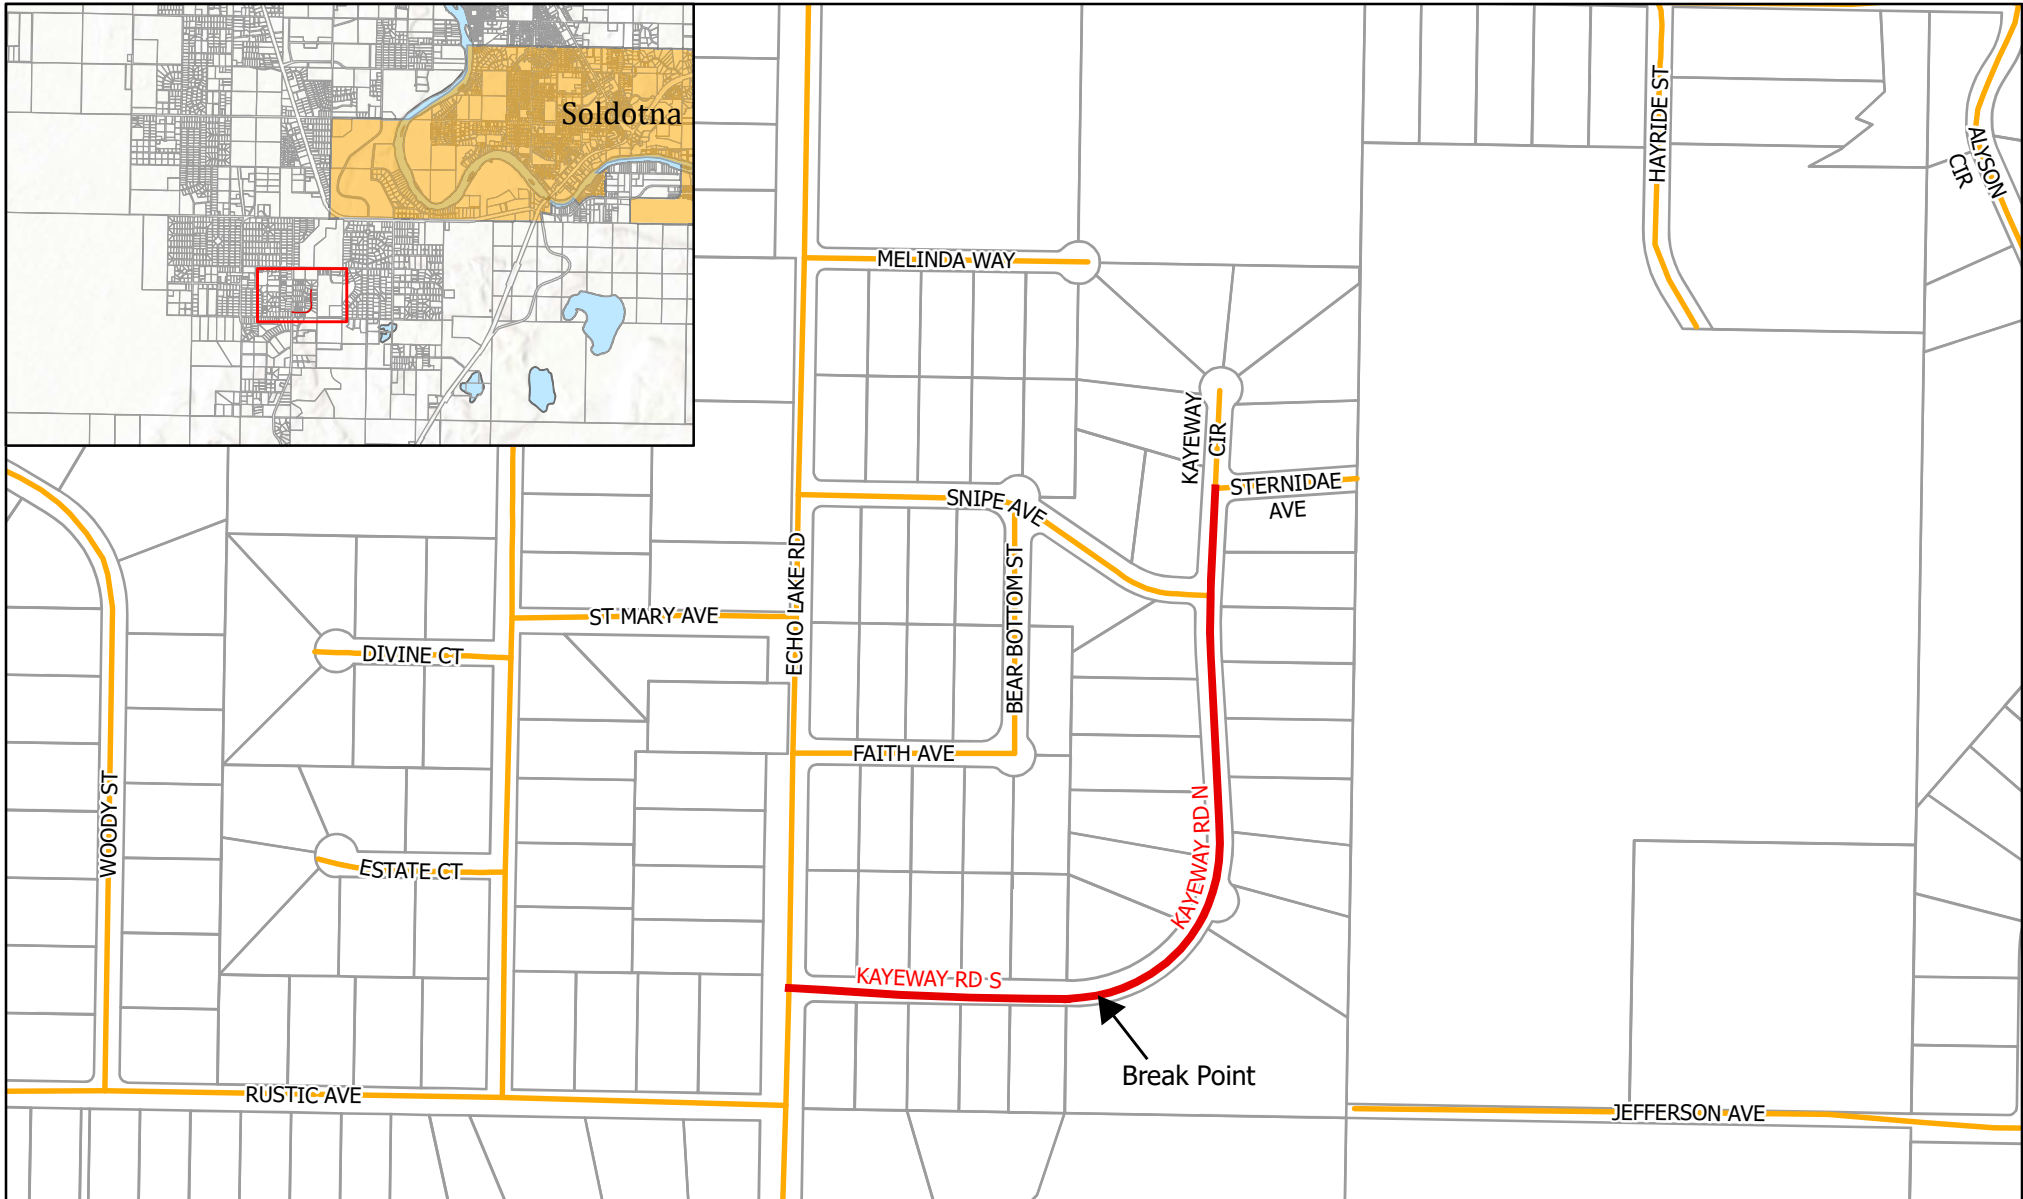 Soldotna
HAYRIDE ST
ALYSON
CIR
MELINDA WAY
KAYEWAY
CIR
STERNIDAE
AVE
SNIPE AVE
ECHO LAKE RD
BEAR BOTTOM ST
ST MARY AVE
DIVINE CT
FAITH AVE
WOODY ST
ESTATE CT
KAYEWAY RD N
KAYEWAY RD S
Break Point
RUSTIC AVE
JEFFERSON AVE